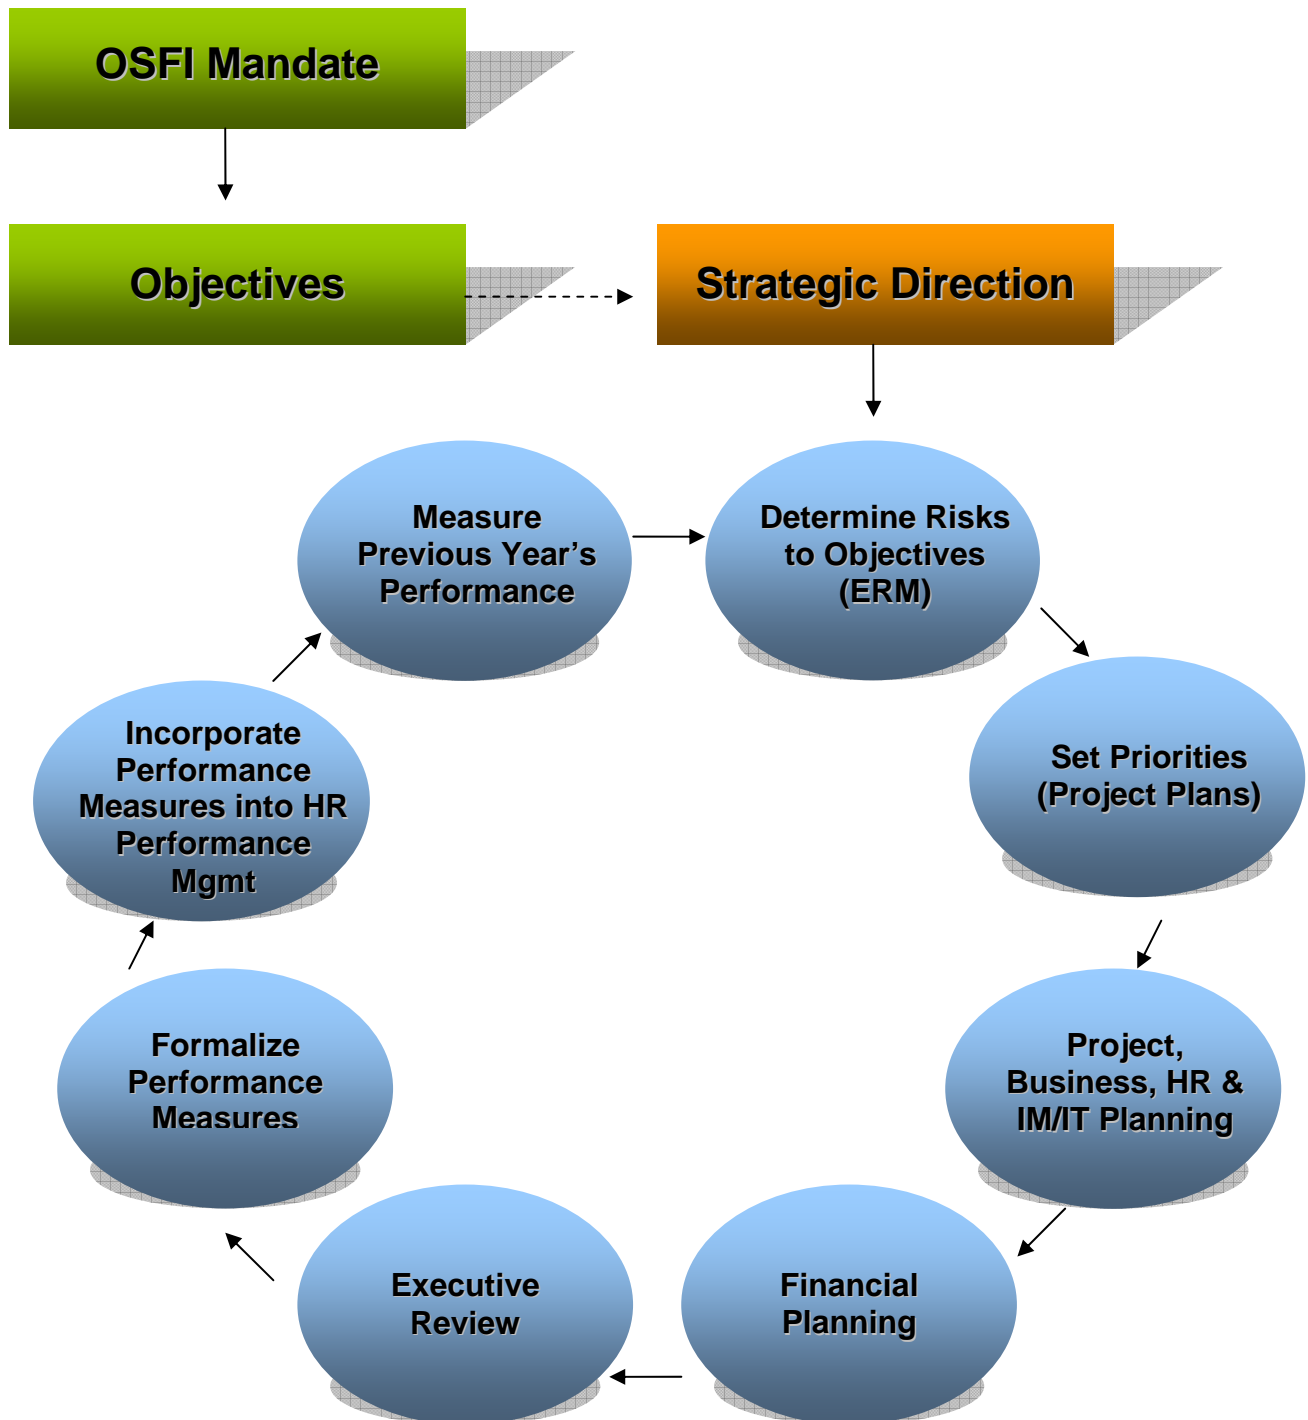 OSFI Mandate
Objectives
Strategic Direction
Measure
Previous Year’s
Performance
Determine Risks
to Objectives
(ERM)
Set Priorities
(Project Plans)
Project,
Business, HR &
IM/IT Planning
Financial
Planning
Executive
Review
Formalize
Performance
Measures
Incorporate
Performance
Measures into HR
Performance
Mgmt